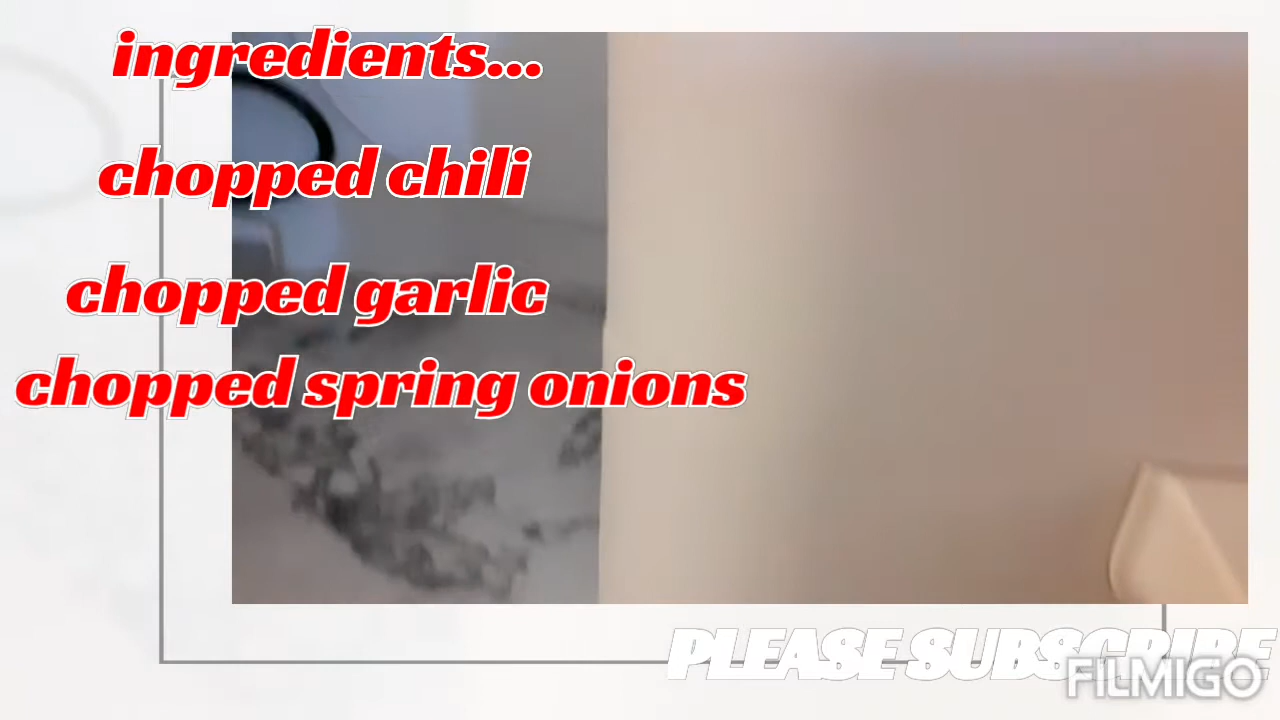 ingredients...
chopped chili
chopped garlic
chopped spring onions
PLEASE SUBSCRIBE
FILMIGO